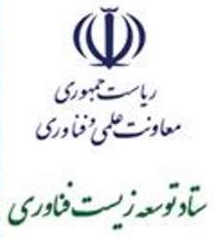 ریاست جمهوری
معاونت علمی و فناوری
ستاد توسعه زیست فناوری